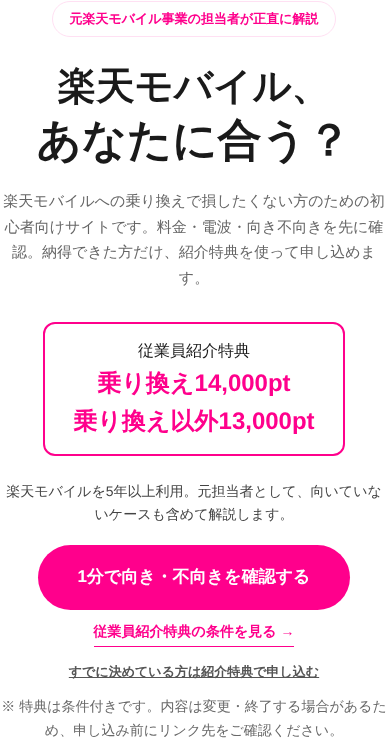 元楽天モバイル事業の担当者が正直に解説
楽天モバイル、
あなたに合う？
楽天モバイルへの乗り換えで損したくない方のための初
心者向けサイトです。料金・電波・向き不向きを先に確
認。納得できた方だけ、紹介特典を使って申し込めま
す。
従業員紹介特典
乗り換え14,000pt
乗り換え以外13,000pt
楽天モバイルを5年以上利用。元担当者として、向いていな
いケースも含めて解説します。
1分で向き・不向きを確認する
従業員紹介特典の条件を見る →
すでに決めている方は紹介特典で申し込む
※ 特典は条件付きです。内容は変更・終了する場合があるた
め、申し込み前にリンク先をご確認ください。